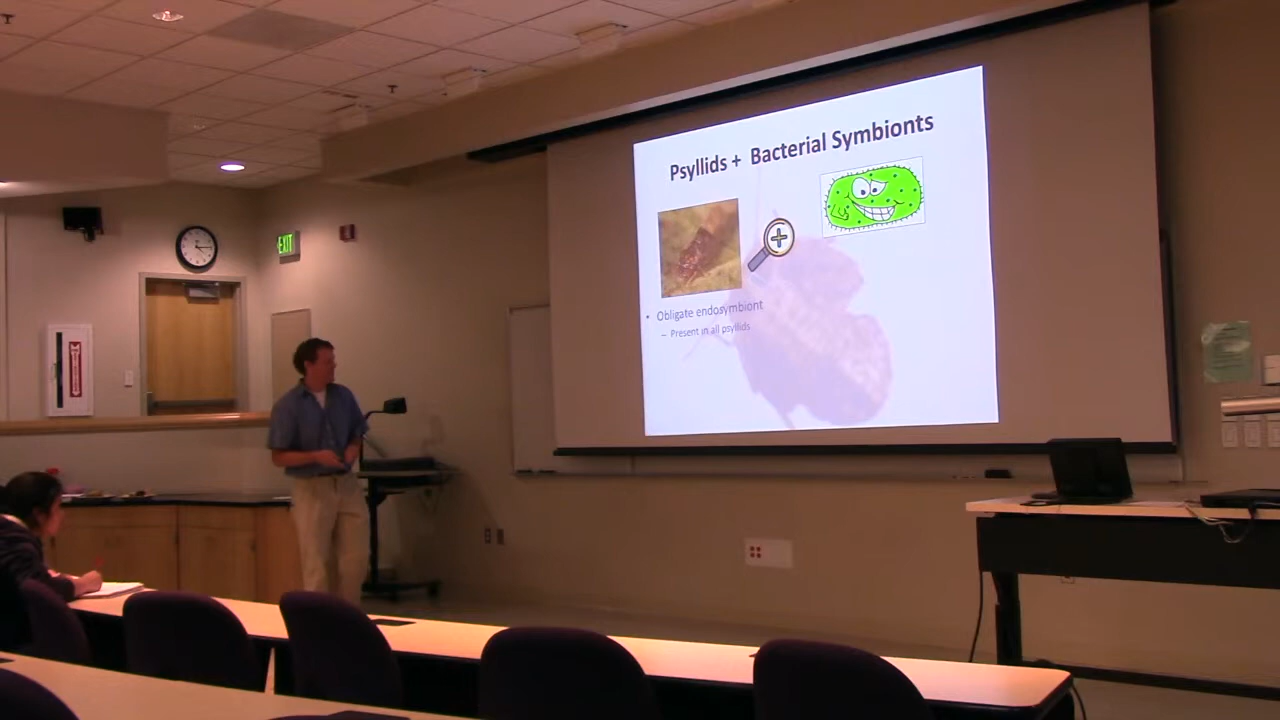 Psyllids + Bacterial Symbionts
• Obligate endosymbiont
– Present in all psyllids
EXIT